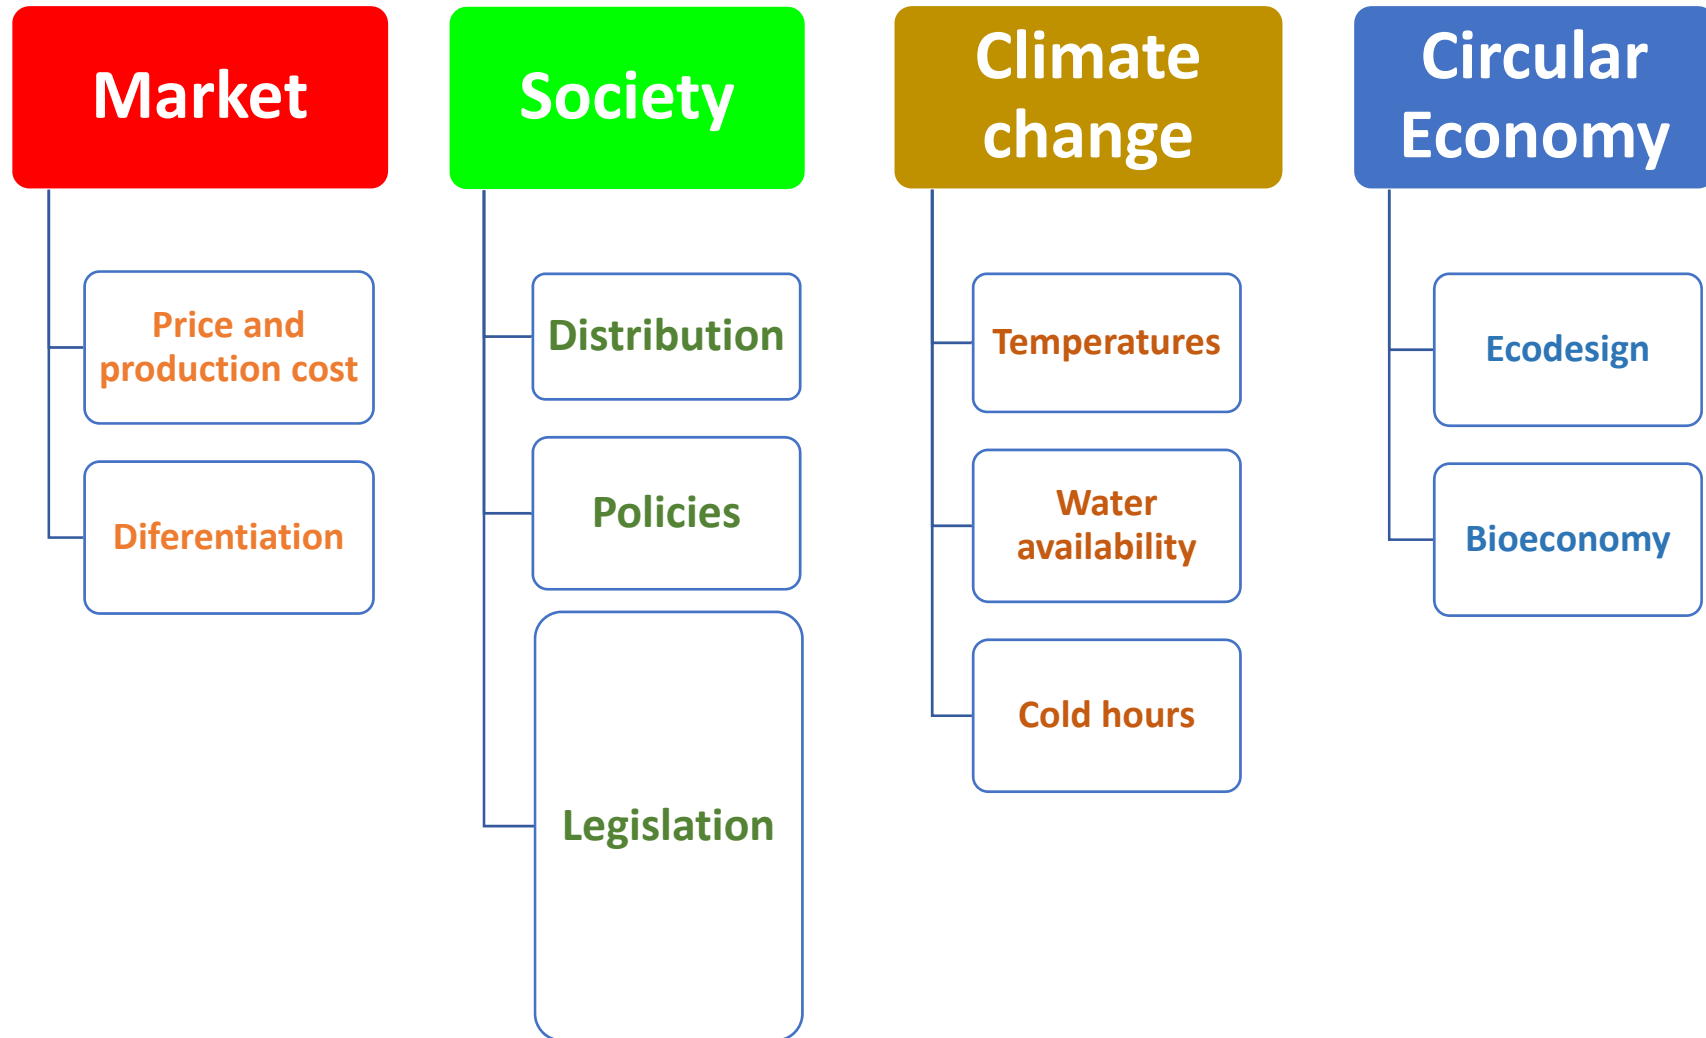 Market
Price and
production cost
Diferentiation
Society
Distribution
Policies
Legislation
Climate
change
Temperatures
Water
availability
Cold hours
Circular
Economy
Ecodesign
Bioeconomy